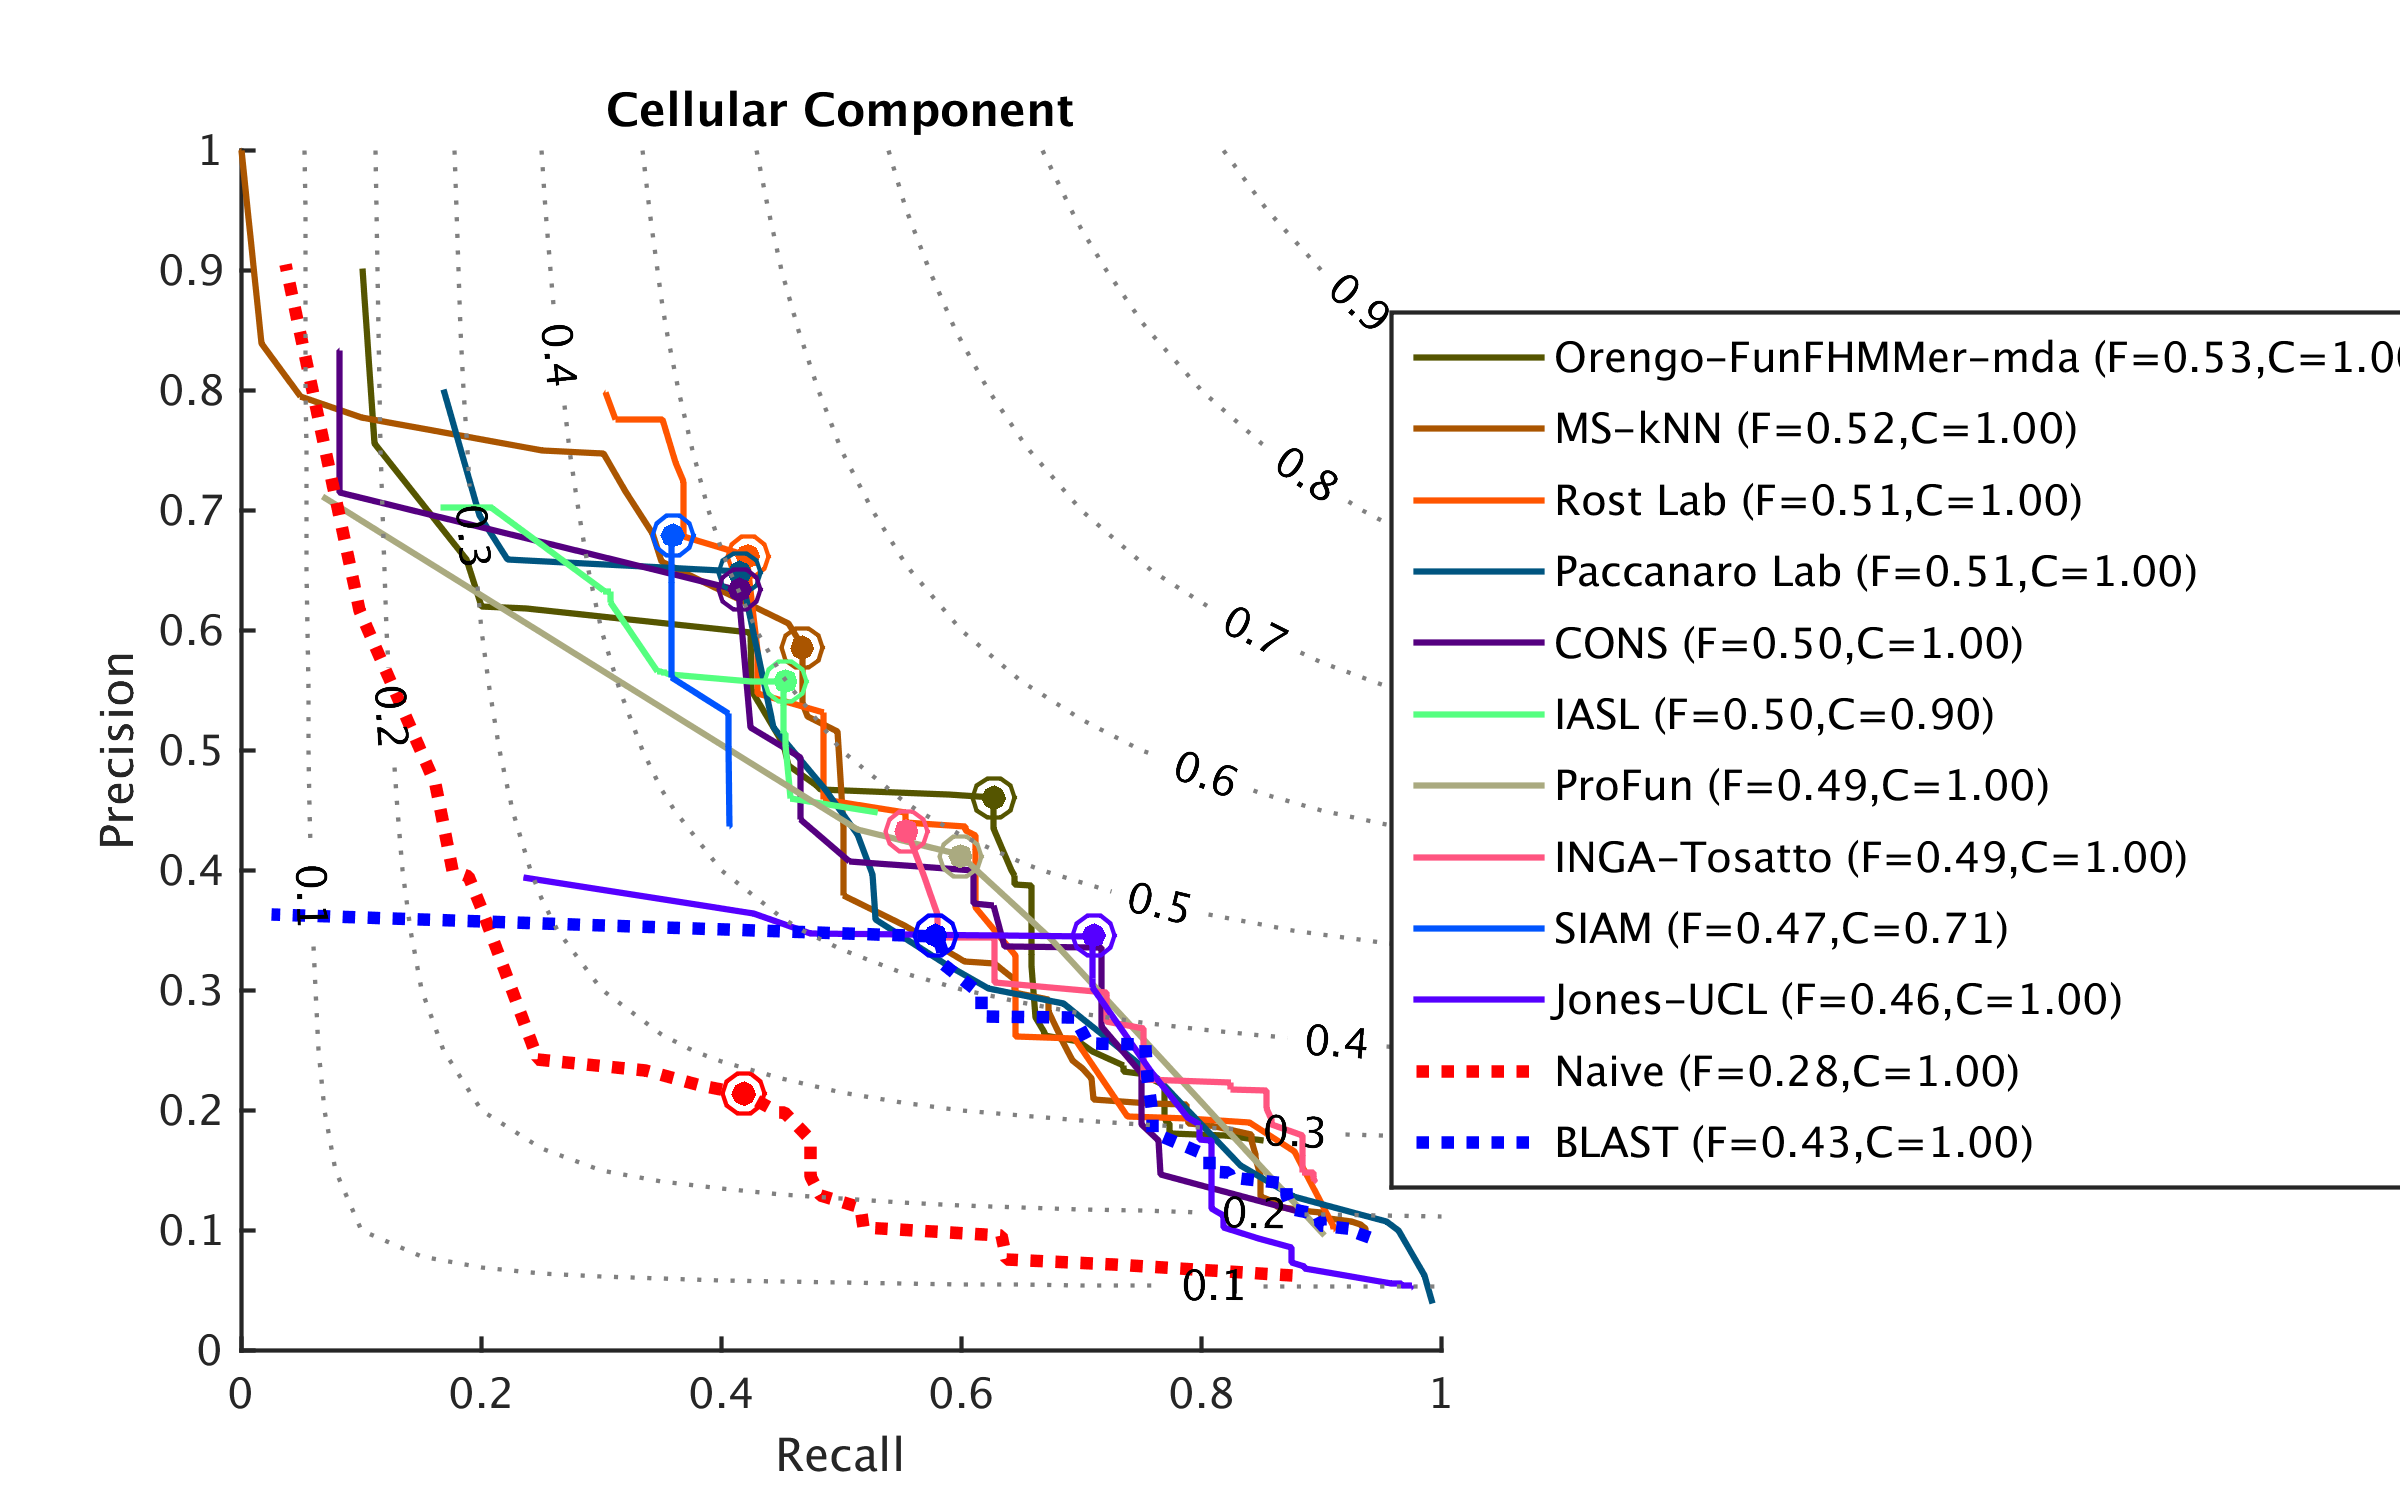 Cellular Component
1
0.9
0.8
0.7
0.6
0.5
0.4
0.3
0.2
0.1
0
Precision
0
0.2
0.4
0.6
0.8
1
Recall
0.1
0.2
0.3
0.4
0.9
0.8
0.7
0.6
0.5
0.4
0.3
0.2
0.1
Orengo-FunFHMMer-mda (F=0.53,C=1.00
MS-kNN (F=0.52,C=1.00)
Rost Lab (F=0.51,C=1.00)
Paccanaro Lab (F=0.51,C=1.00)
CONS (F=0.50,C=1.00)
IASL (F=0.50,C=0.90)
ProFun (F=0.49,C=1.00)
INGA-Tosatto (F=0.49,C=1.00)
SIAM (F=0.47,C=0.71)
Jones-UCL (F=0.46,C=1.00)
Naive (F=0.28,C=1.00)
BLAST (F=0.43,C=1.00)